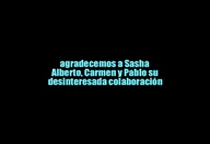 agradecemos a Sasha
Alberto, Carmen y Pablo su
desinteresada colaboración